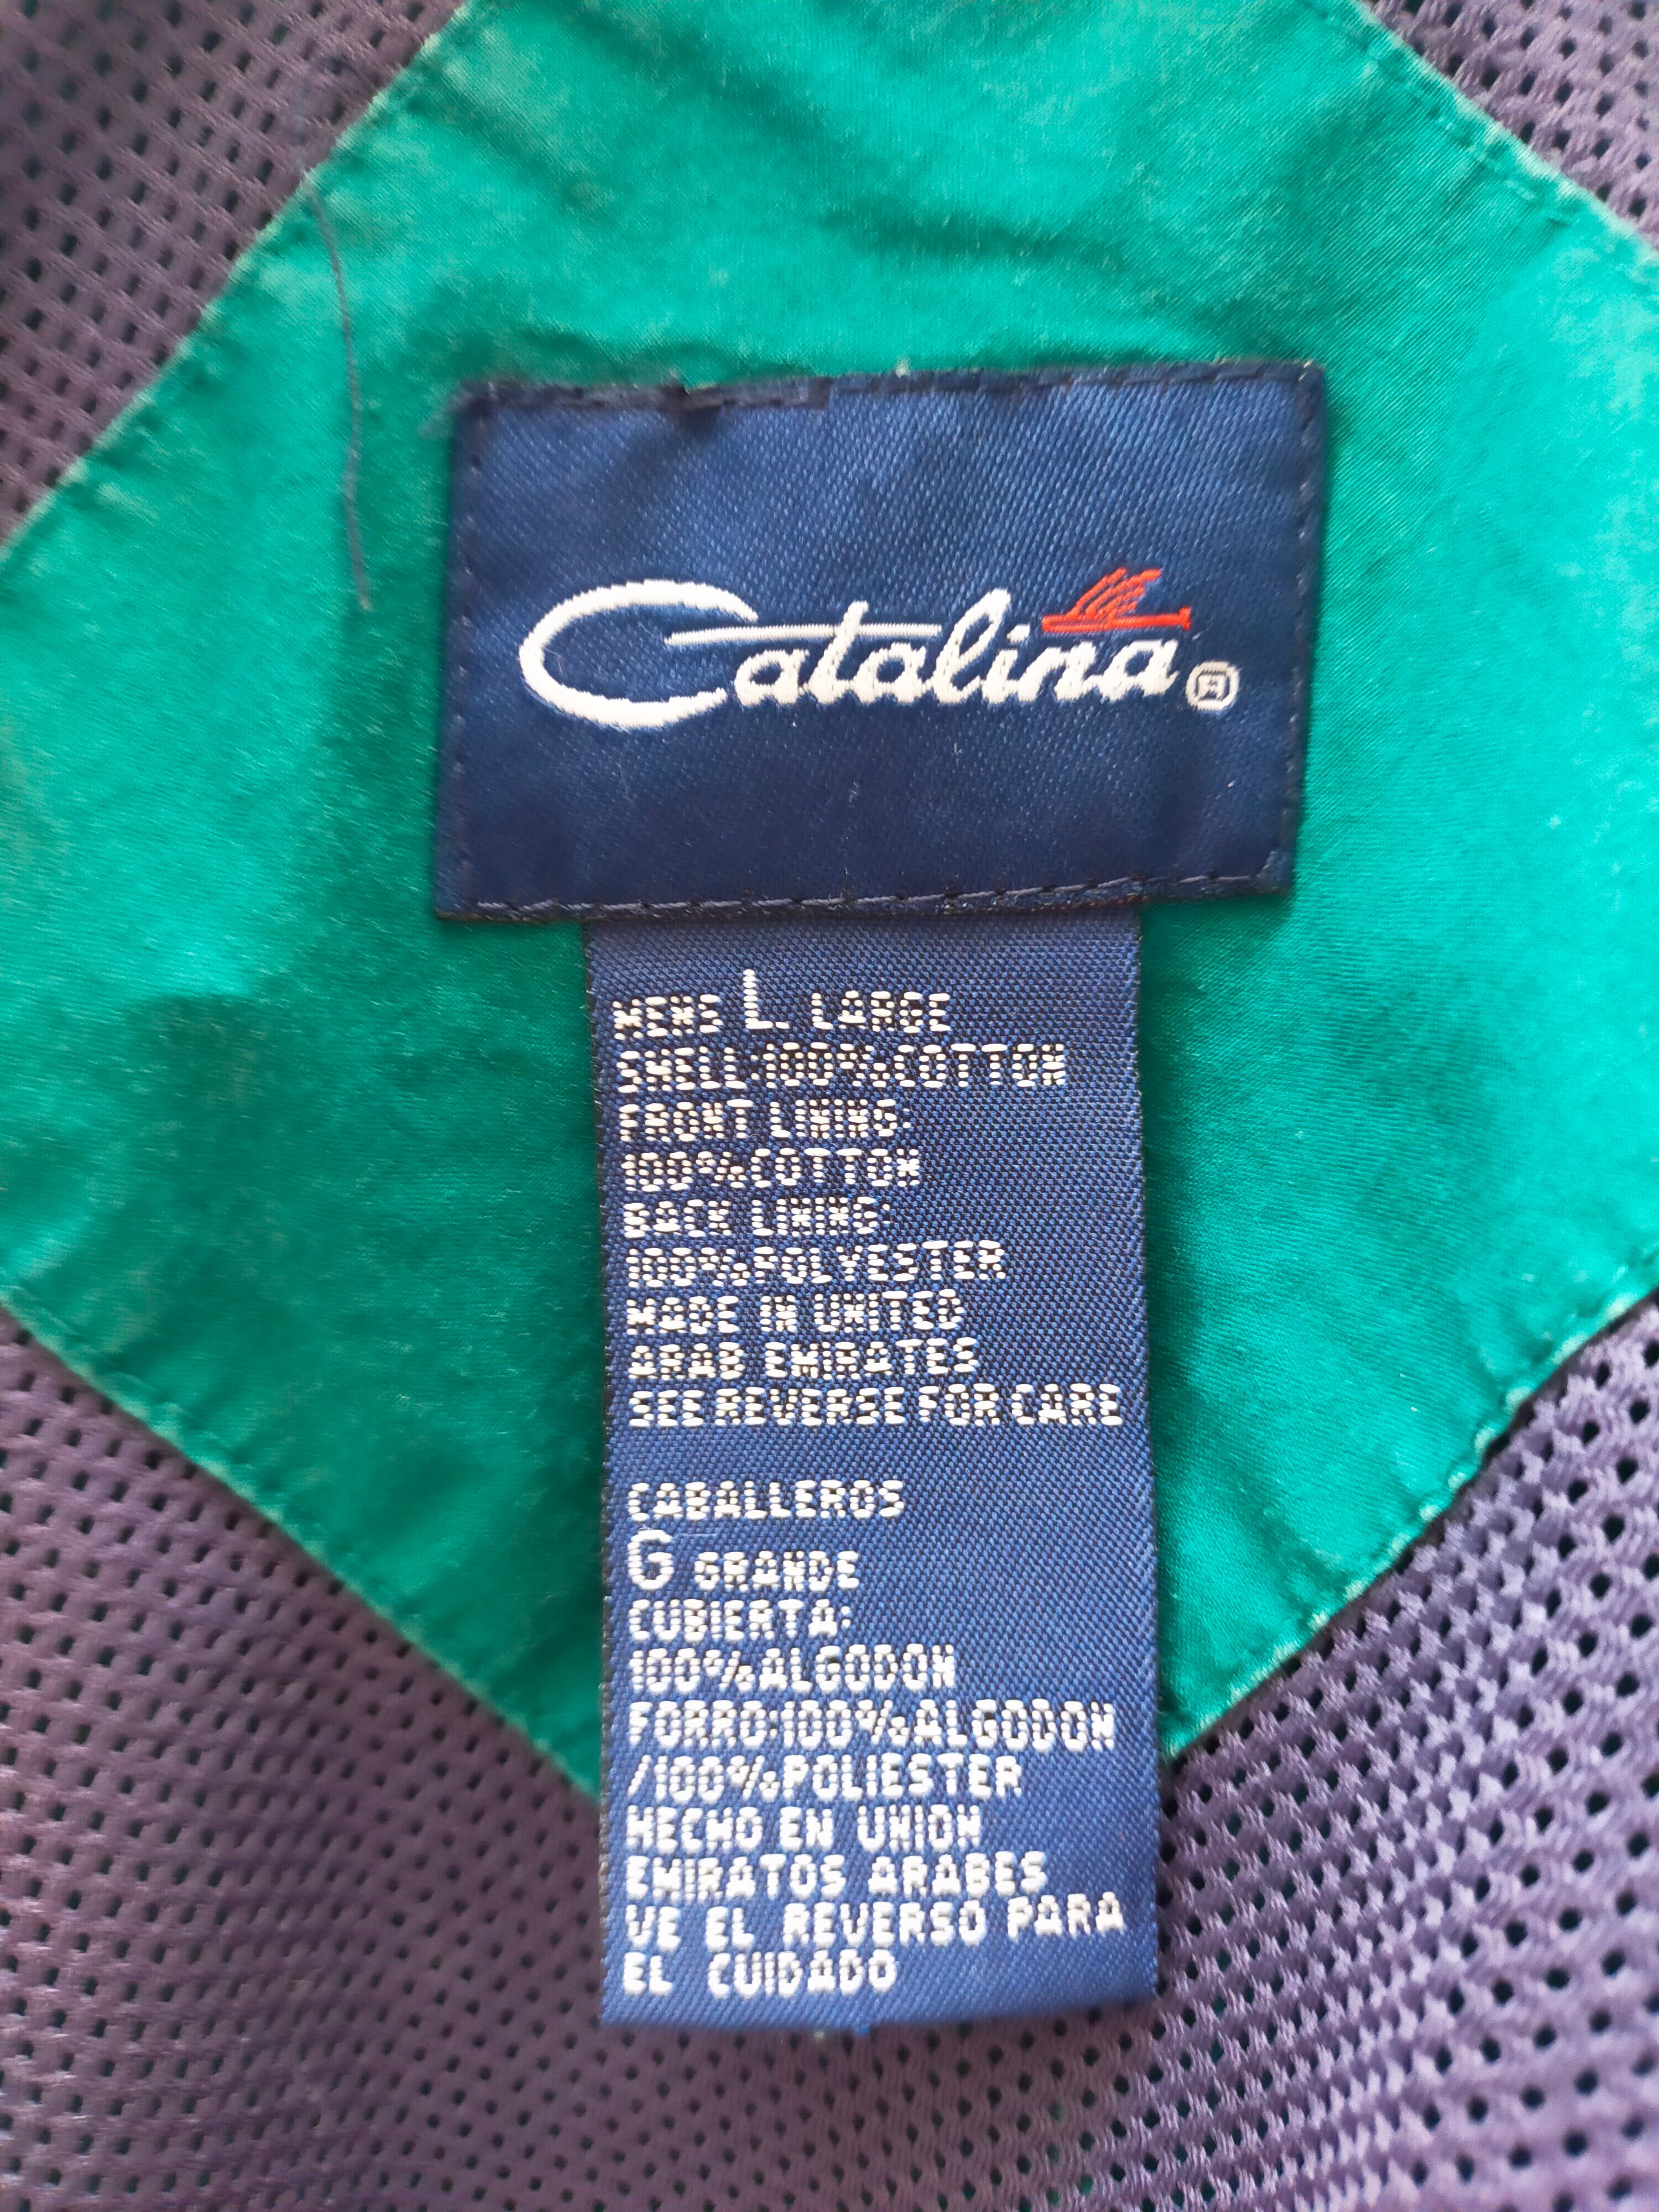 Catalina®
MENS L LARGE
SHELL:100%COTTON
FRONT LINING:
100%COTTON
BACK LINING:
100%POLYESTER
MADE IN UNITED
ARAB EMIRATES
SEE REVERSE FOR CARE
CABALLEROS
G GRANDE
CUBIERTA:
100%ALGODON
FORRO:100%ALGODON
/100%POLIESTER
HECHO EN UNION
EMIRATOS ARABES
VE EL REVERSO PARA
EL CUIDADO